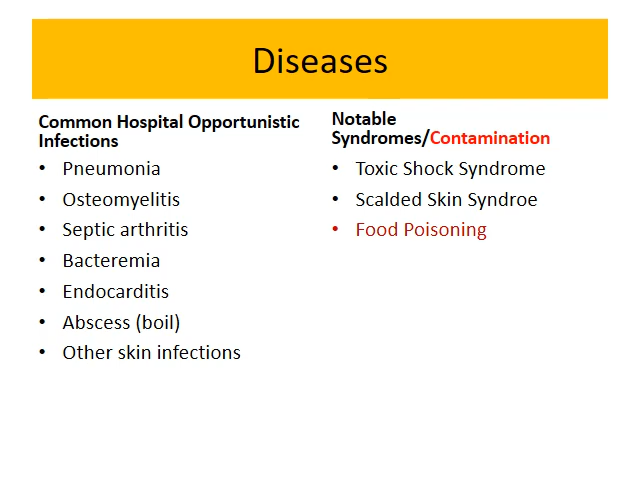 Diseases
Common Hospital Opportunistic
Infections
• Pneumonia
• Osteomyelitis
• Septic arthritis
• Bacteremia
• Endocarditis
• Abscess (boil)
• Other skin infections
Notable
Syndromes/Contamination
• Toxic Shock Syndrome
• Scalded Skin Syndroe
• Food Poisoning